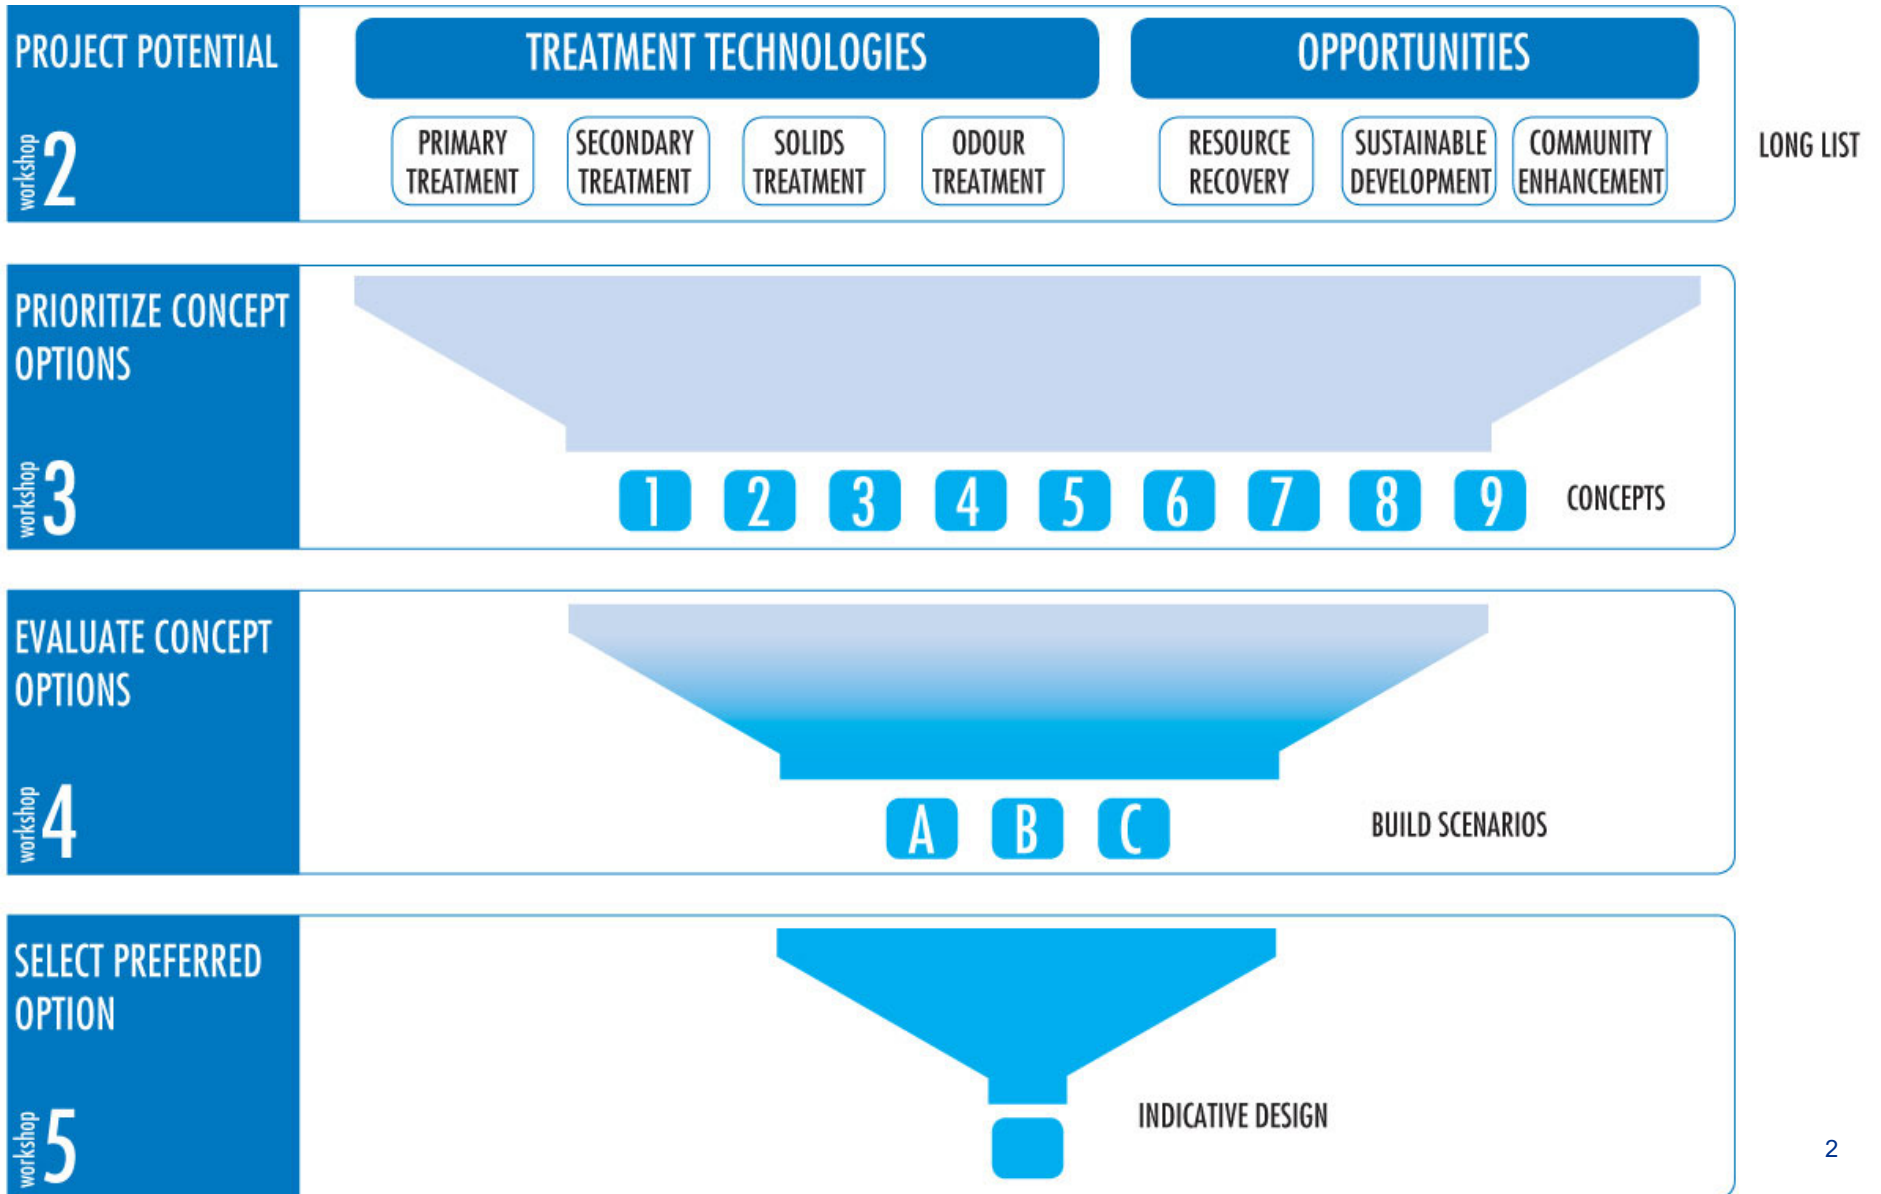 PROJECT POTENTIAL
workshop 2
TREATMENT TECHNOLOGIES
OPPORTUNITIES
PRIMARY
TREATMENT
SECONDARY
TREATMENT
SOLIDS
TREATMENT
ODOUR
TREATMENT
RESOURCE
RECOVERY
SUSTAINABLE
DEVELOPMENT
COMMUNITY
ENHANCEMENT
LONG LIST
PRIORITIZE CONCEPT
OPTIONS
workshop 3
1 2 3 4 5 6 7 8 9
CONCEPTS
EVALUATE CONCEPT
OPTIONS
workshop 4
A B C
BUILD SCENARIOS
SELECT PREFERRED
OPTION
workshop 5
INDICATIVE DESIGN
2